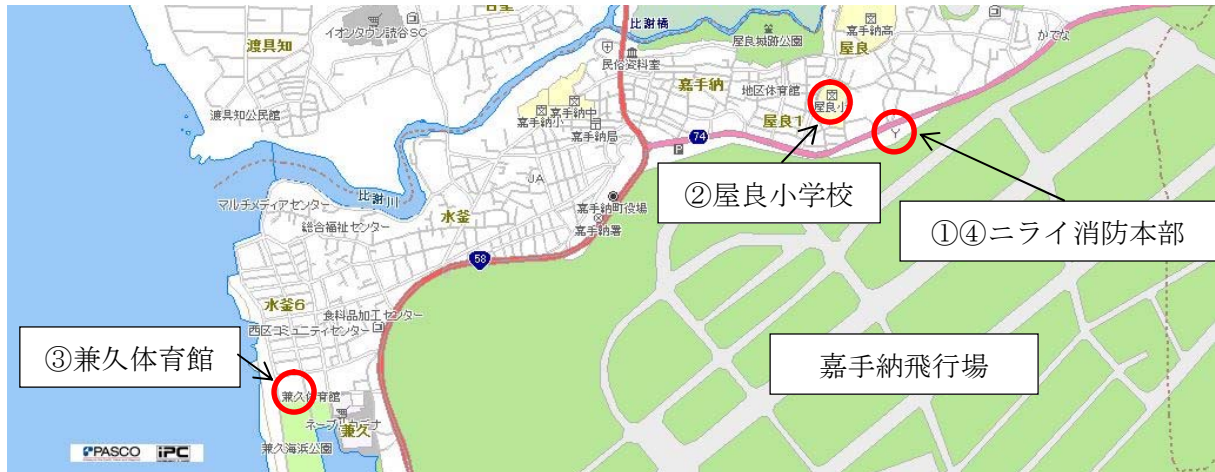 古堅
比謝橋
イオンタウン読谷SC
渡具知
嘉手納高
屋良城跡公園
屋良
かでな
民俗資料室
嘉手納
地区体育館
屋良小
嘉手納中
嘉手納小
屋良1
渡具知公民館
嘉手納局
74
P
JA
②屋良小学校
比謝川
マルチメディアセンター
水釜
嘉手納町役場
総合福祉センター
嘉手納署
①④ニライ消防本部
58
水釜6
食料品加工センター
西区コミュニティセンター
③兼久体育館
嘉手納飛行場
兼久体育館
ネーブルカデナ
兼久
兼久海浜公園
PASCO
iPC